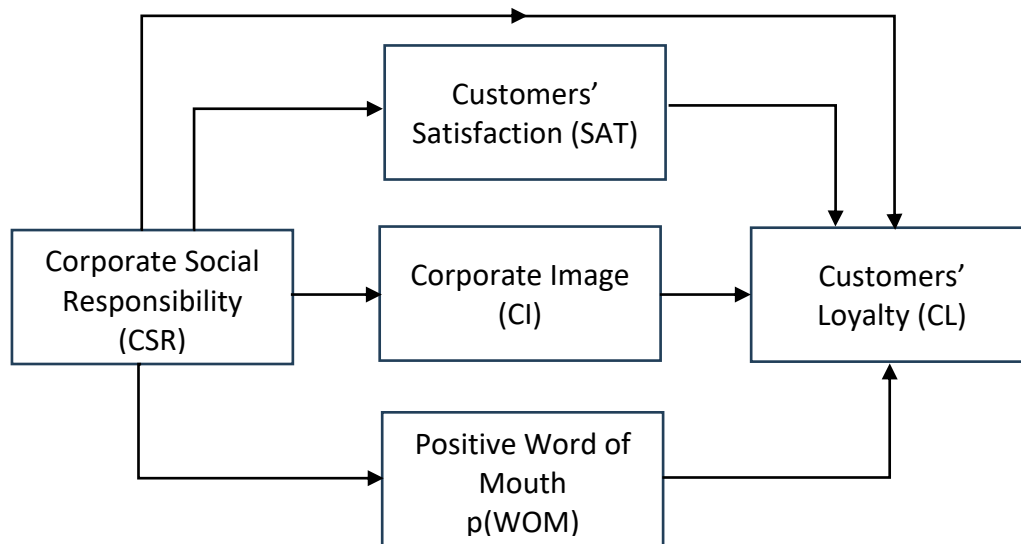 Customers’
Satisfaction (SAT)
Corporate Social
Responsibility
(CSR)
Corporate Image
(CI)
Customers’
Loyalty (CL)
Positive Word of
Mouth
p(WOM)